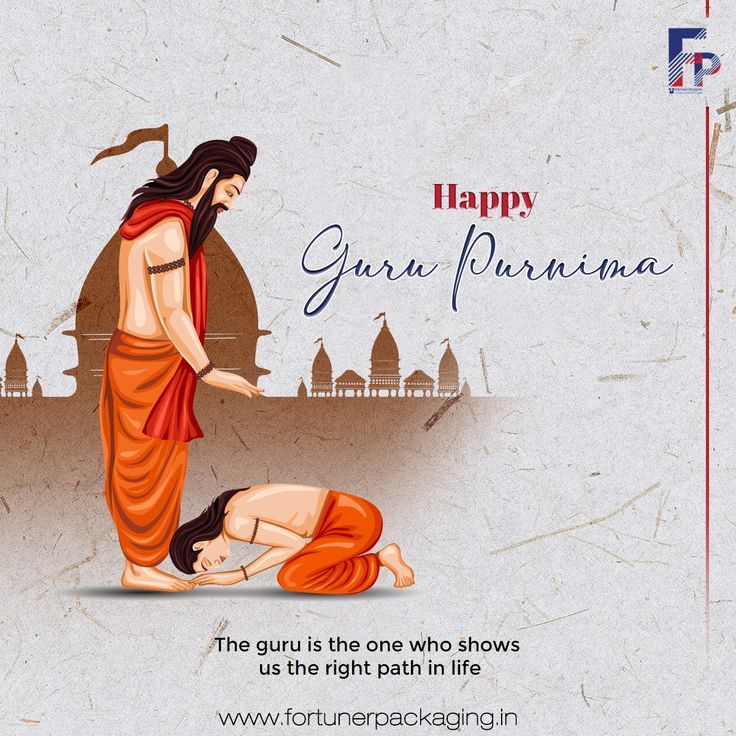 FP
Happy
Guru Purnima
The guru is the one who shows
us the right path in life
www.fortunerpackaging.in